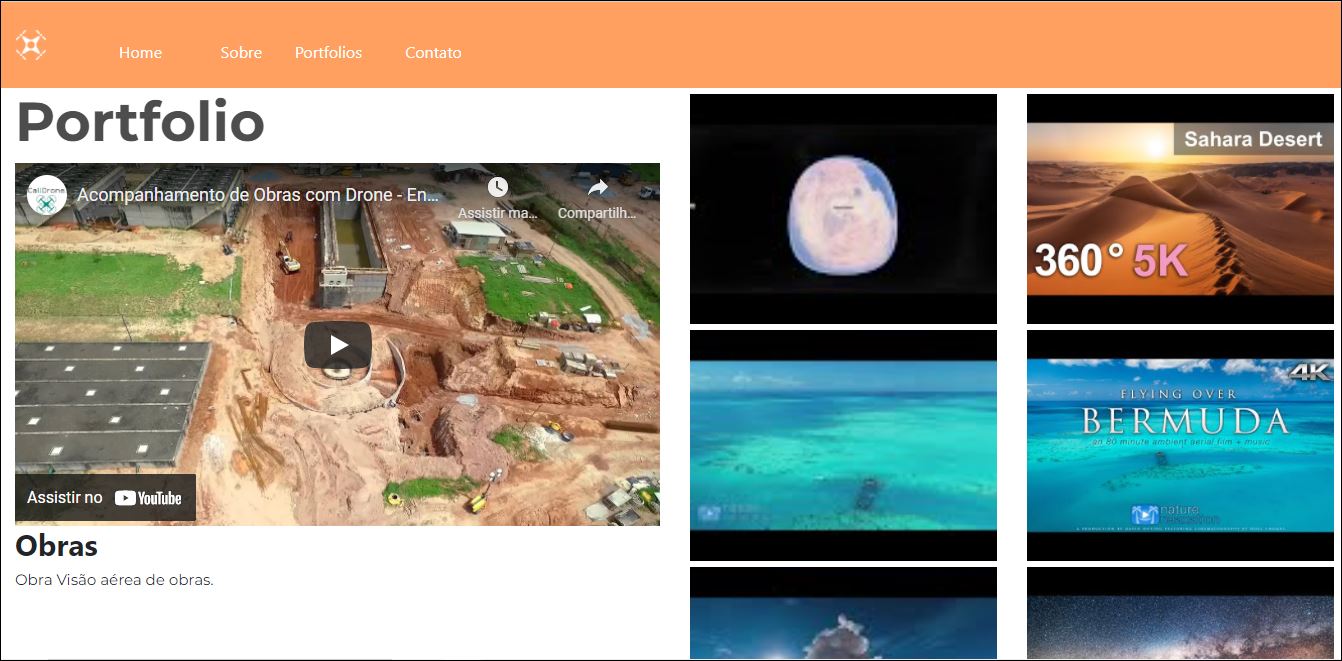 Home Sobre Portfolios Contato
Portfolio
CaliDrone
Acompanhamento de Obras com Drone - En...
Assistir ma... Compartilh...
Assistir no YouTube
Obras
Obra Visão aérea de obras.
Sahara Desert
360° 5K
4K
FLYING OVER
BERMUDA
an 80 minute ambient aerial film + music
nature
relaxation